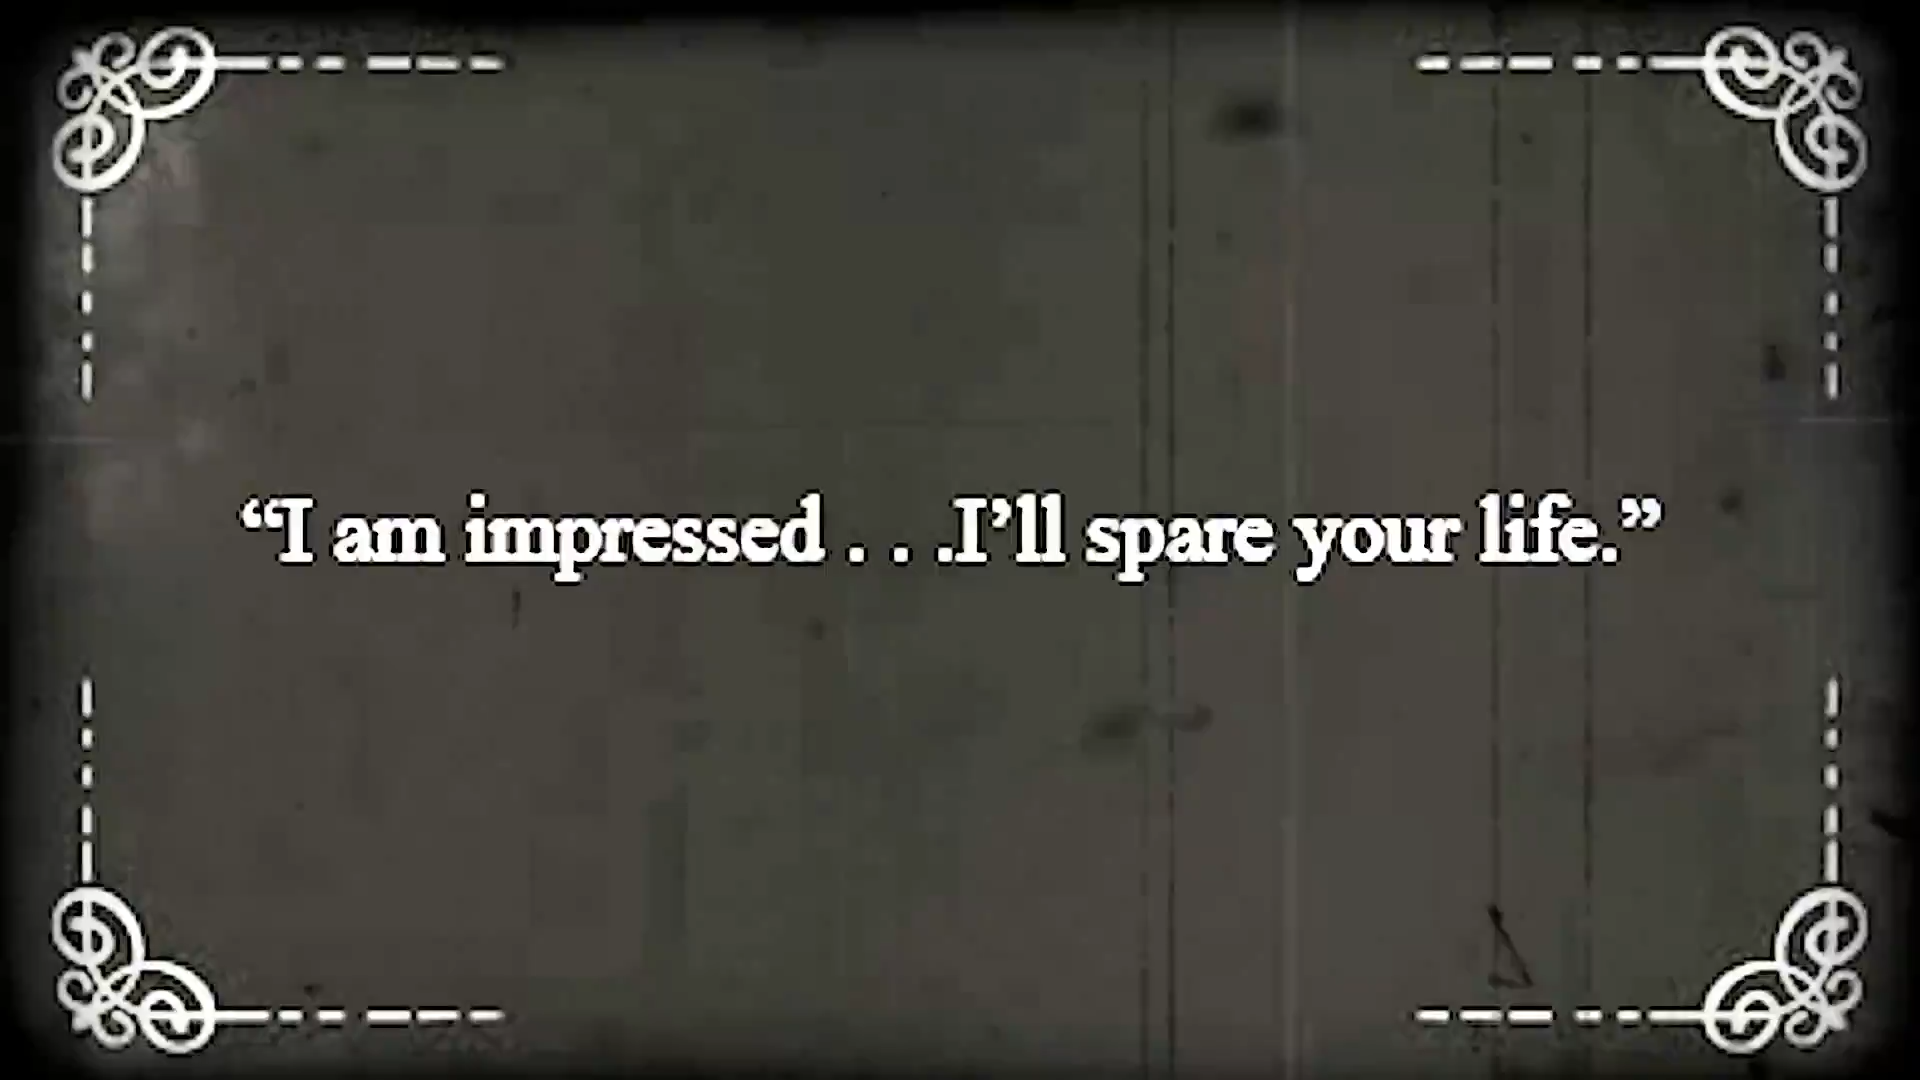 “I am impressed . . .I’ll spare your life.”